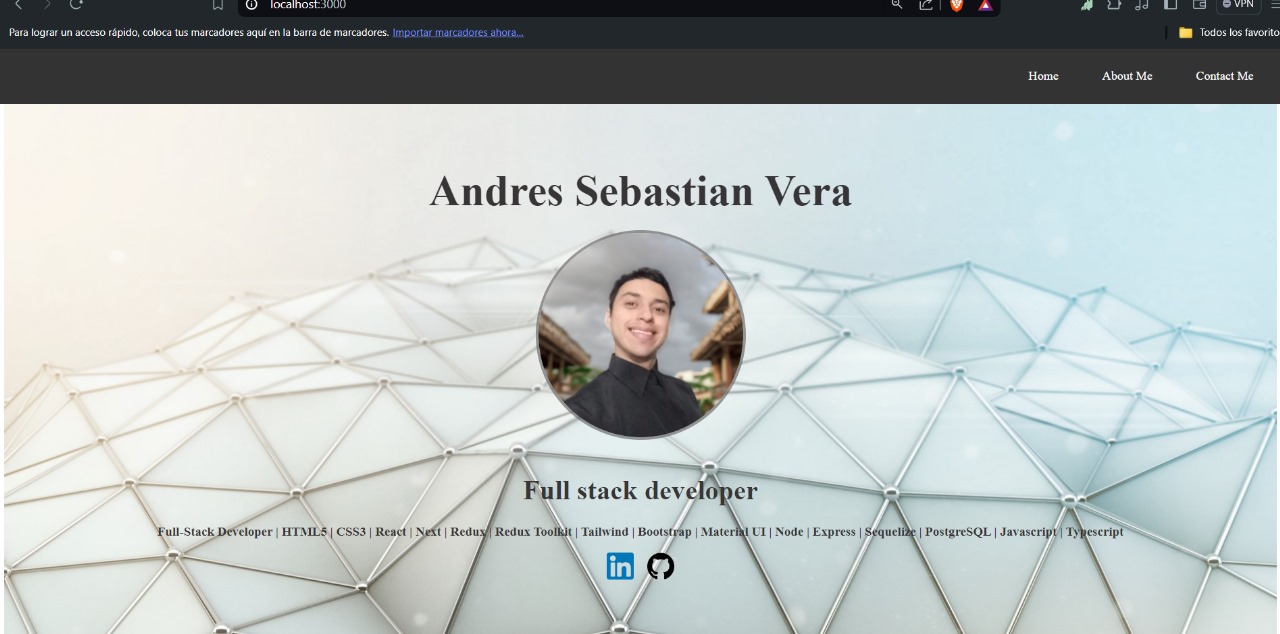 localhost:3000
VPN
Para lograr un acceso rápido, coloca tus marcadores aquí en la barra de marcadores. Importar marcadores ahora...
Todos los favorito
Home About Me Contact Me
Andres Sebastian Vera
Full stack developer
Full-Stack Developer | HTML5 | CSS3 | React | Next | Redux | Redux Toolkit | Tailwind | Bootstrap | Material UI | Node | Express | Sequelize | PostgreSQL | Javascript | Typescript
in